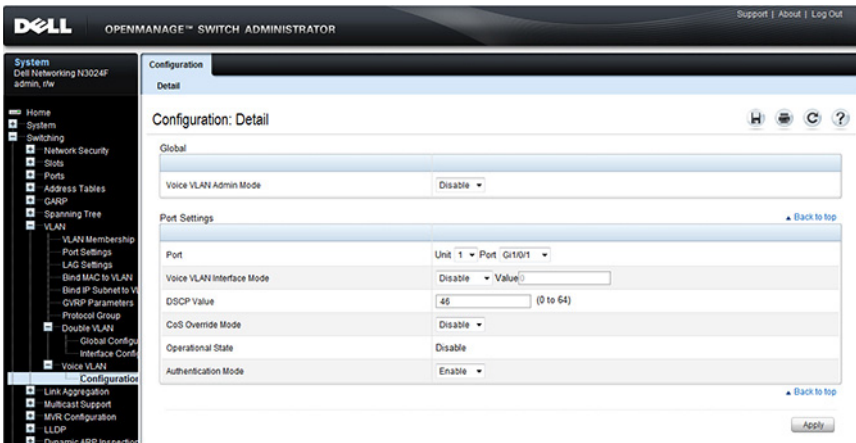 Support | About | Log Out
DELL OPENMANAGE™ SWITCH ADMINISTRATOR
System
Dell Networking N3024F
admin, r/w
Home
System
Switching
Network Security
Slots
Ports
Address Tables
GARP
Spanning Tree
VLAN
VLAN Membership
Port Settings
LAG Settings
Bind MAC to VLAN
Bind IP Subnet to VL
GVRP Parameters
Protocol Group
Double VLAN
Global Configu
Interface Config
Voice VLAN
Configuration
Link Aggregation
Multicast Support
MVR Configuration
LLDP
Dynamic ARP Inspection
Configuration
Detail
Configuration: Detail
Global
Voice VLAN Admin Mode Disable
Port Settings Back to top
Port Unit 1 Port Gi1/0/1
Voice VLAN Interface Mode Disable Value 0
DSCP Value 46 (0 to 64)
CoS Override Mode Disable
Operational State Disable
Authentication Mode Enable
Back to top
Apply